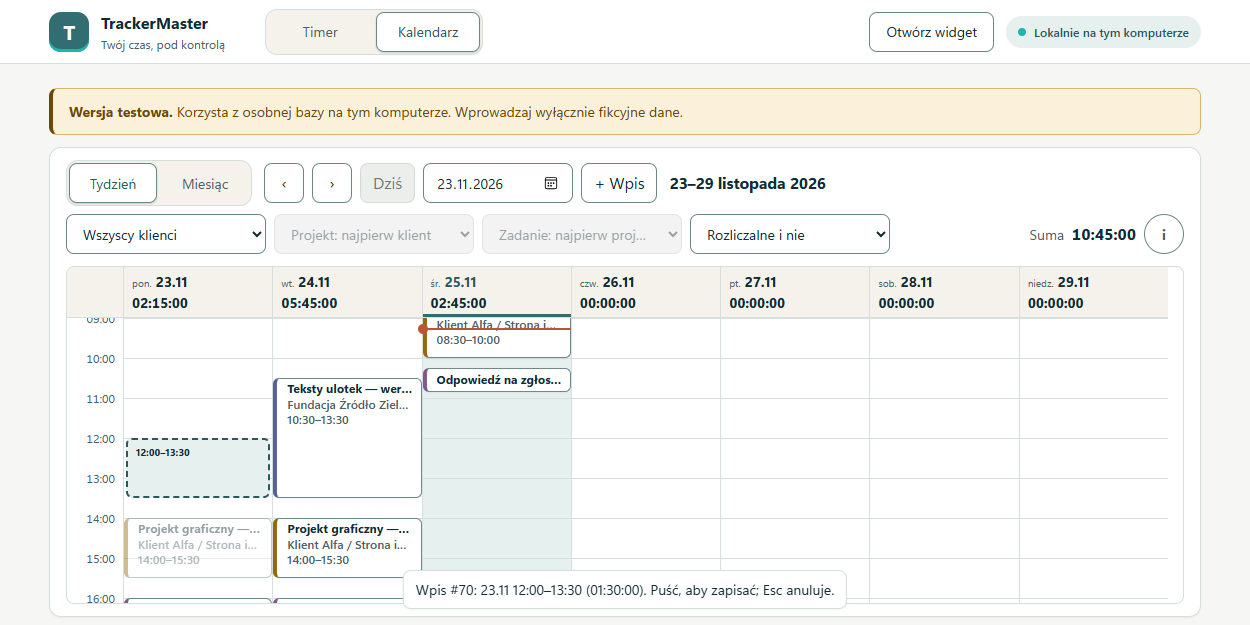 T
TrackerMaster
Twój czas, pod kontrolą
Timer
Kalendarz
Otwórz widget
Lokalnie na tym komputerze
Wersja testowa. Korzysta z osobnej bazy na tym komputerze. Wprowadzaj wyłącznie fikcyjne dane.
Tydzień
Miesiąc
‹
›
Dziś
23.11.2026
+ Wpis
23–29 listopada 2026
Wszyscy klienci
Projekt: najpierw klient
Zadanie: najpierw proj...
Rozliczalne i nie
Suma 10:45:00
i
pon. 23.11
02:15:00
wt. 24.11
05:45:00
śr. 25.11
02:45:00
czw. 26.11
00:00:00
pt. 27.11
00:00:00
sob. 28.11
00:00:00
niedz. 29.11
00:00:00
09:00
Klient Alfa / Strona i...
08:30–10:00
10:00
Odpowiedź na zgłos...
Teksty ulotek — wer...
Fundacja Źródło Ziel...
10:30–13:30
11:00
12:00
12:00–13:30
13:00
14:00
Projekt graficzny —...
Klient Alfa / Strona i...
14:00–15:30
Projekt graficzny —...
Klient Alfa / Strona i...
14:00–15:30
15:00
16:00
Wpis #70: 23.11 12:00–13:30 (01:30:00). Puść, aby zapisać; Esc anuluje.